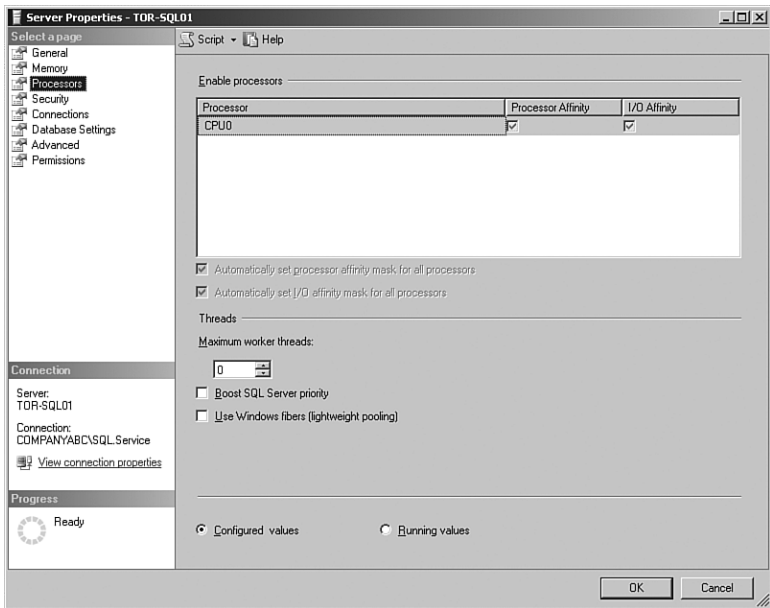 Server Properties - TOR-SQL01
Select a page
General
Memory
Processors
Security
Connections
Database Settings
Advanced
Permissions
Script
Help
Enable processors
Processor
Processor Affinity
I/O Affinity
CPU0
Automatically set processor affinity mask for all processors
Automatically set I/O affinity mask for all processors
Threads
Maximum worker threads:
0
Boost SQL Server priority
Use Windows fibers (lightweight pooling)
Connection
Server:
TOR-SQL01
Connection:
COMPANYABC\SQL.Service
View connection properties
Progress
Ready
Configured values
Running values
OK
Cancel